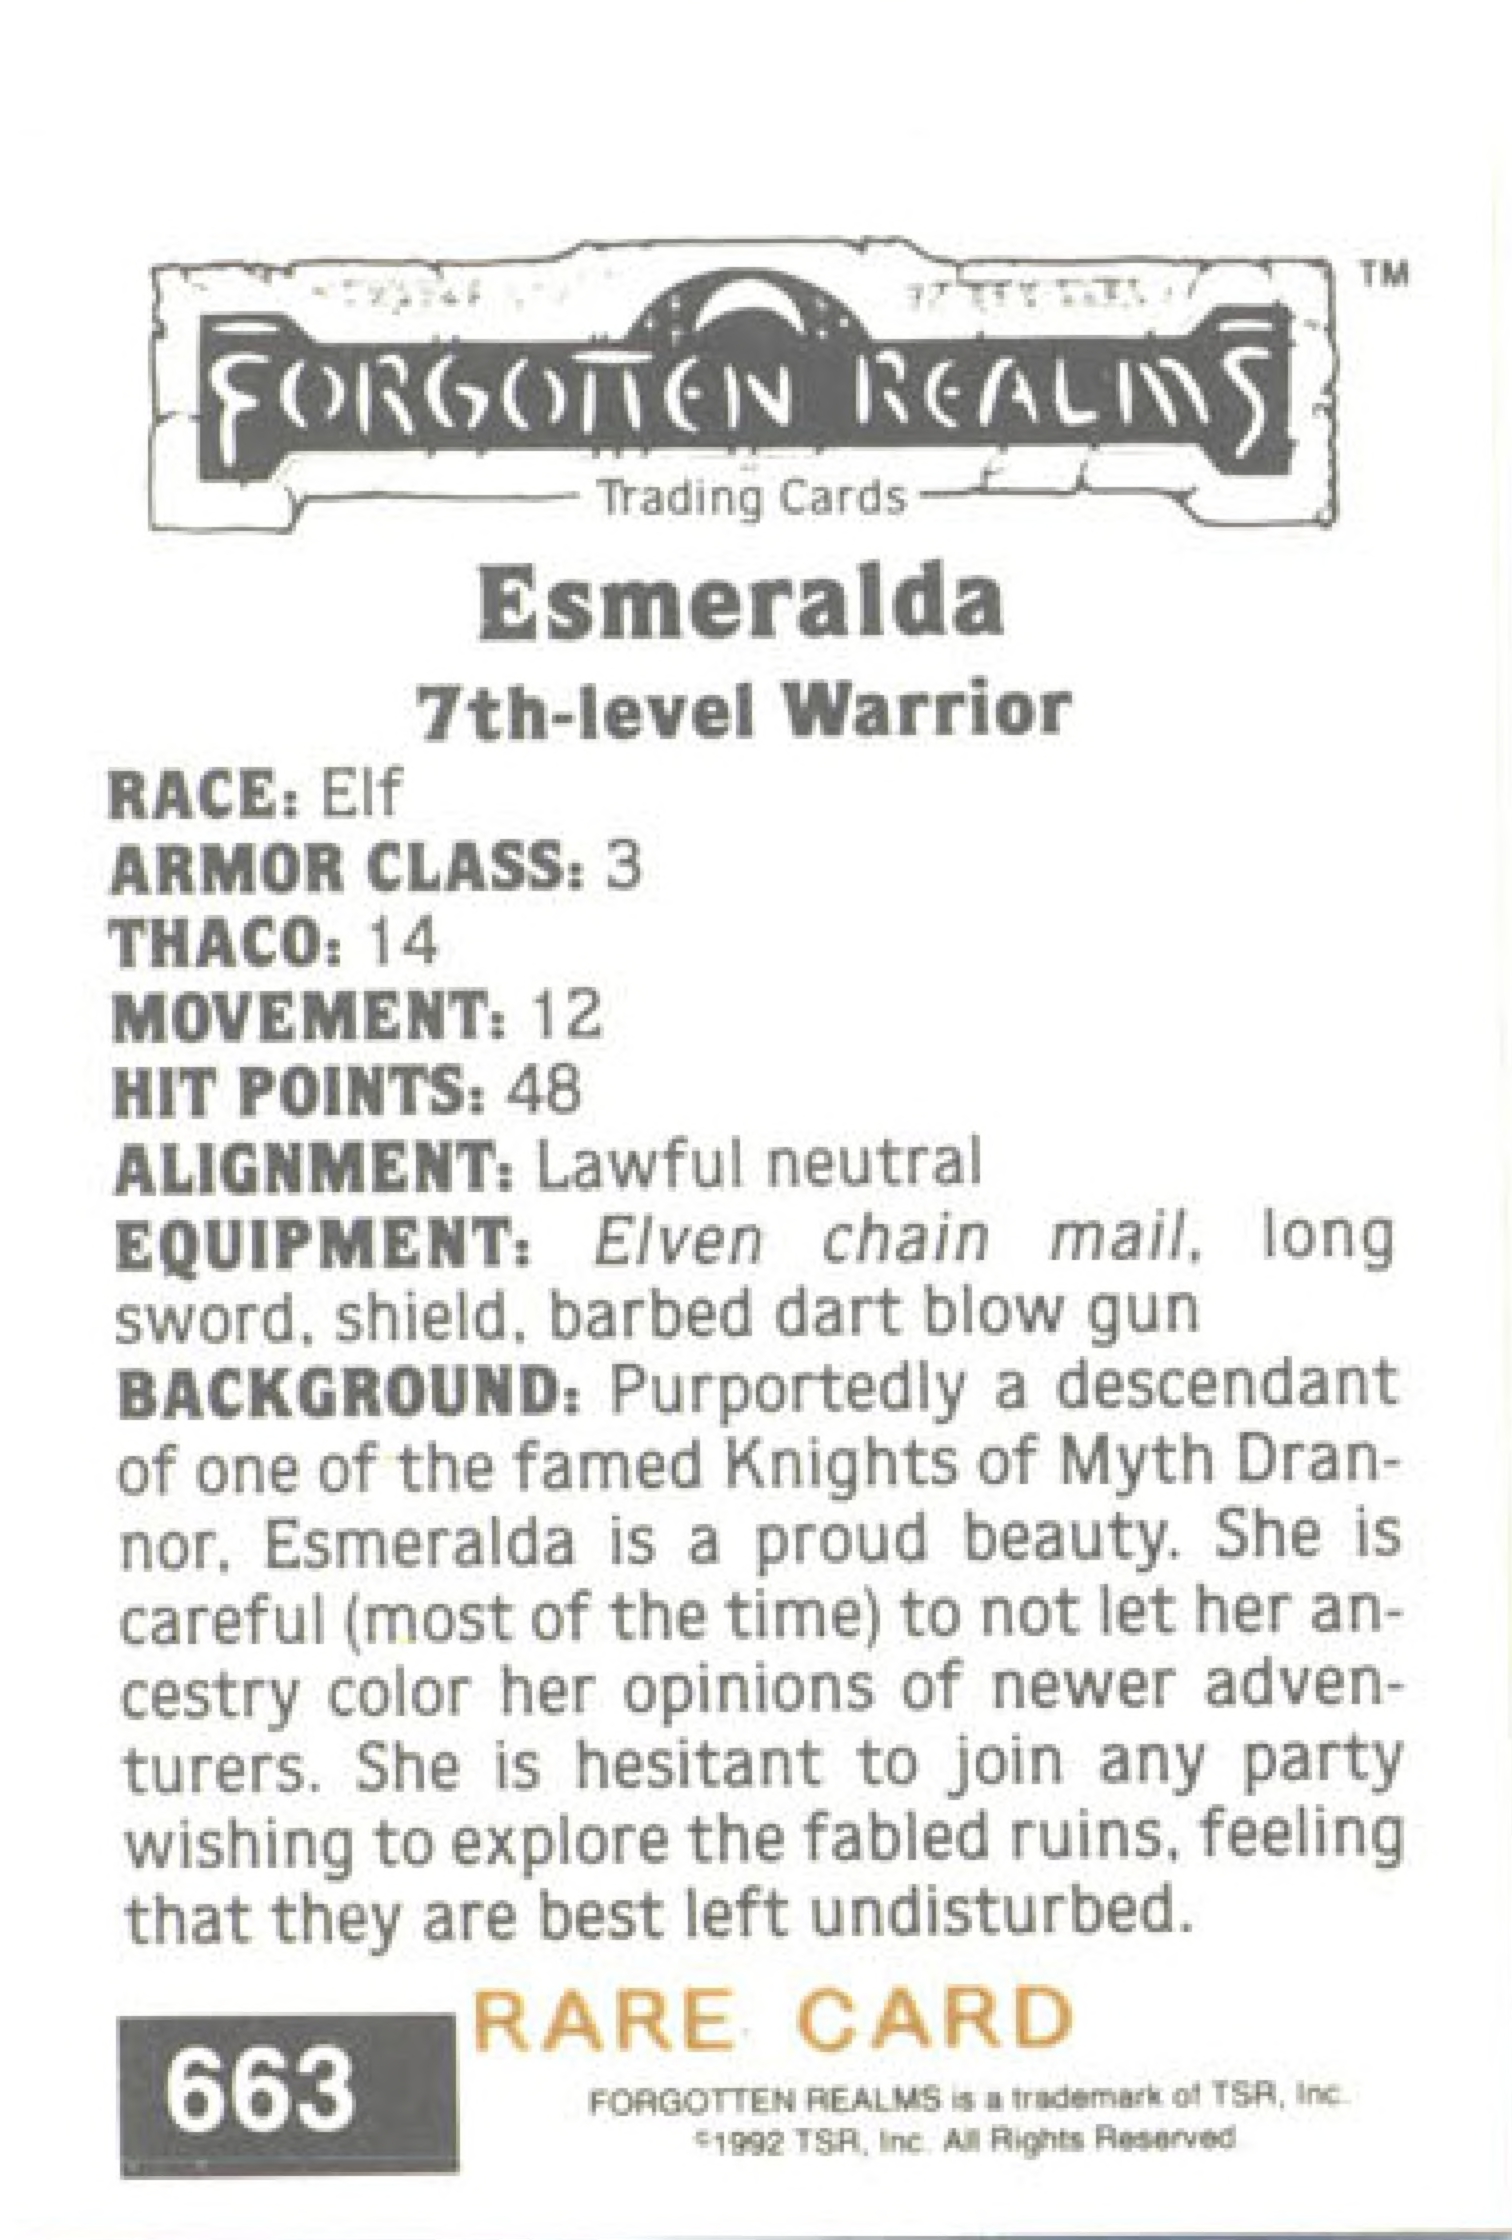 TM
FORGOTTEN REALMS
Trading Cards
Esmeralda
7th-level Warrior
RACE: Elf
ARMOR CLASS: 3
THACO: 14
MOVEMENT: 12
HIT POINTS: 48
ALIGNMENT: Lawful neutral
EQUIPMENT: Elven chain mail, long
sword, shield, barbed dart blow gun
BACKGROUND: Purportedly a descendant
of one of the famed Knights of Myth Dran-
nor, Esmeralda is a proud beauty. She is
careful (most of the time) to not let her an-
cestry color her opinions of newer adven-
turers. She is hesitant to join any party
wishing to explore the fabled ruins, feeling
that they are best left undisturbed.
RARE CARD
663
FORGOTTEN REALMS is a trademark of TSR, Inc.
©1992 TSR, Inc. All Rights Reserved.